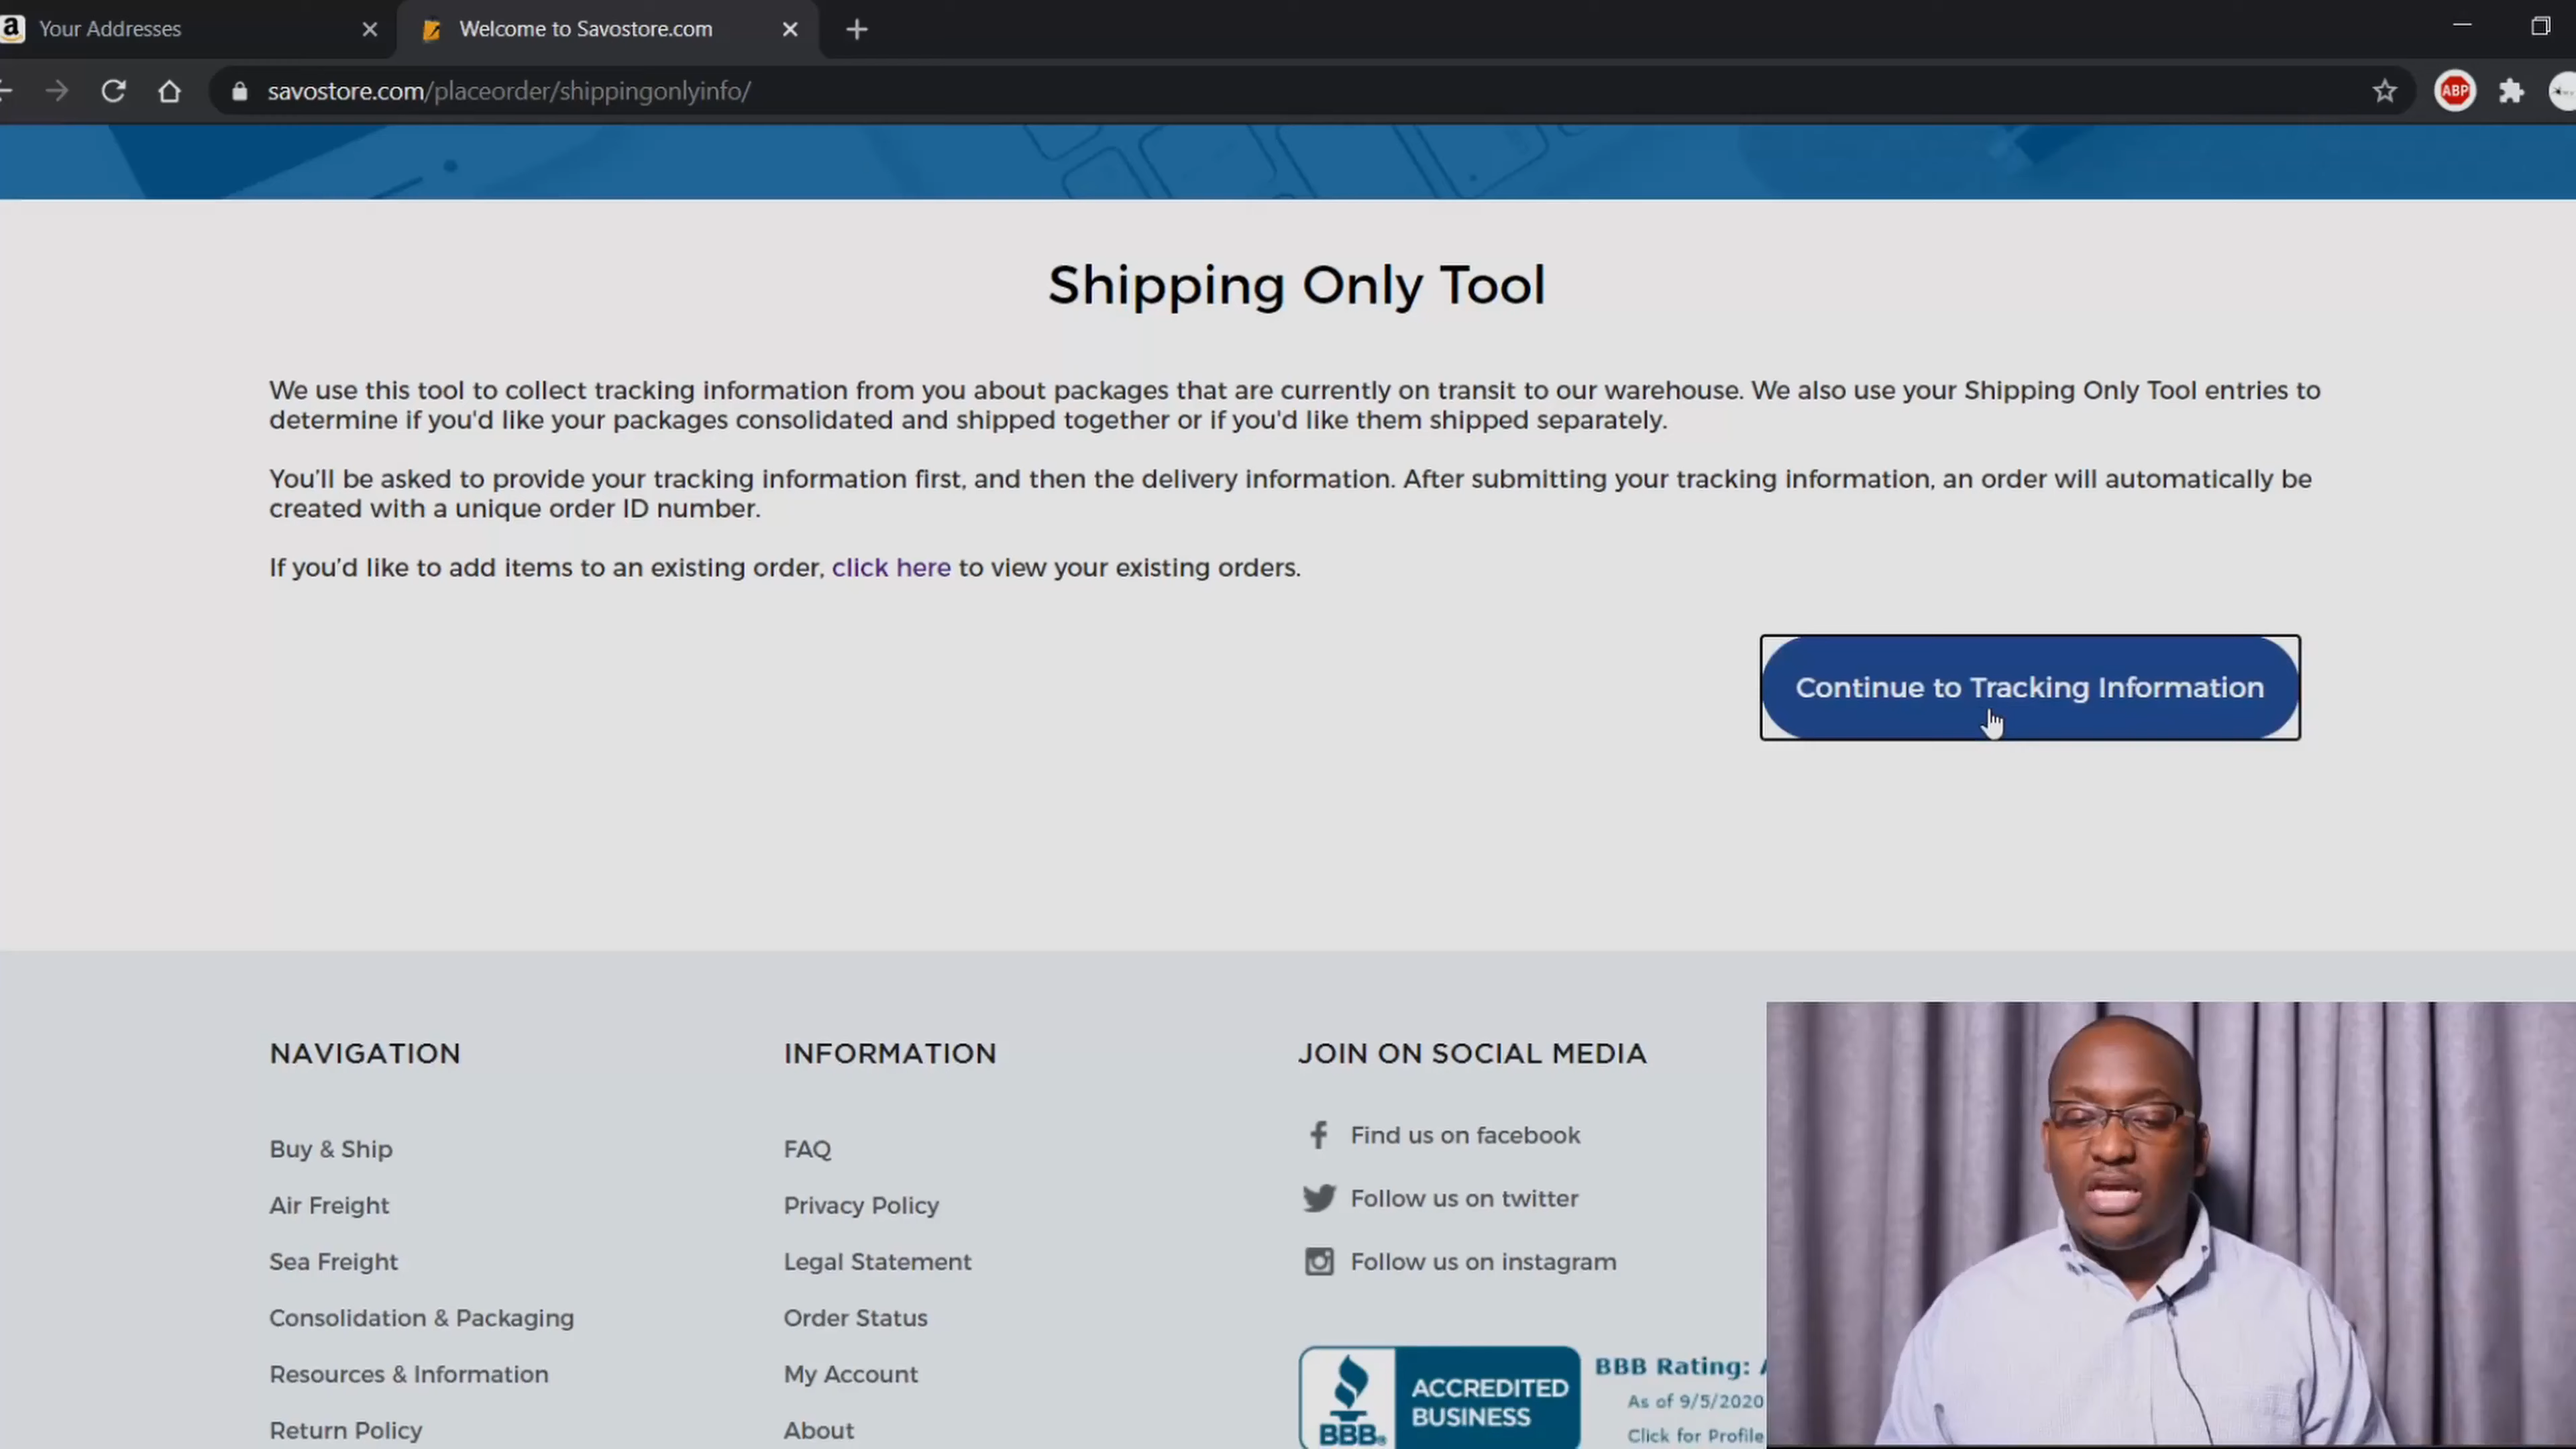 Your Addresses
Welcome to Savostore.com
savostore.com/placeorder/shippingonlyinfo/
ABP
Shipping Only Tool
We use this tool to collect tracking information from you about packages that are currently on transit to our warehouse. We also use your Shipping Only Tool entries to
determine if you'd like your packages consolidated and shipped together or if you'd like them shipped separately.
You'll be asked to provide your tracking information first, and then the delivery information. After submitting your tracking information, an order will automatically be
created with a unique order ID number.
If you'd like to add items to an existing order, click here to view your existing orders.
Continue to Tracking Information
NAVIGATION
Buy & Ship
Air Freight
Sea Freight
Consolidation & Packaging
Resources & Information
Return Policy
INFORMATION
FAQ
Privacy Policy
Legal Statement
Order Status
My Account
About
JOIN ON SOCIAL MEDIA
Find us on facebook
Follow us on twitter
Follow us on instagram
BBB
ACCREDITED
BUSINESS
BBB Rating:
As of 9/5/2020
Click for Profile